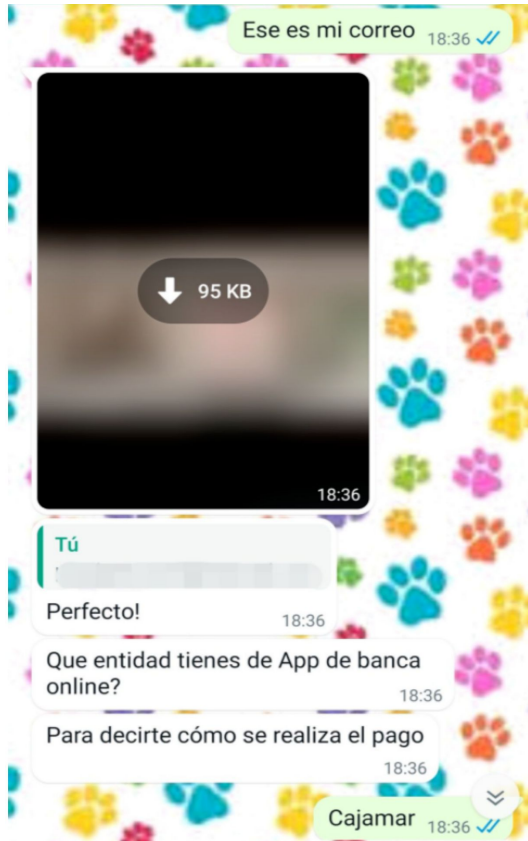 Ese es mi correo 18:36
95 KB
18:36
Tú
Perfecto!
18:36
Que entidad tienes de App de banca
online?
18:36
Para decirte cómo se realiza el pago
18:36
Cajamar 18:36